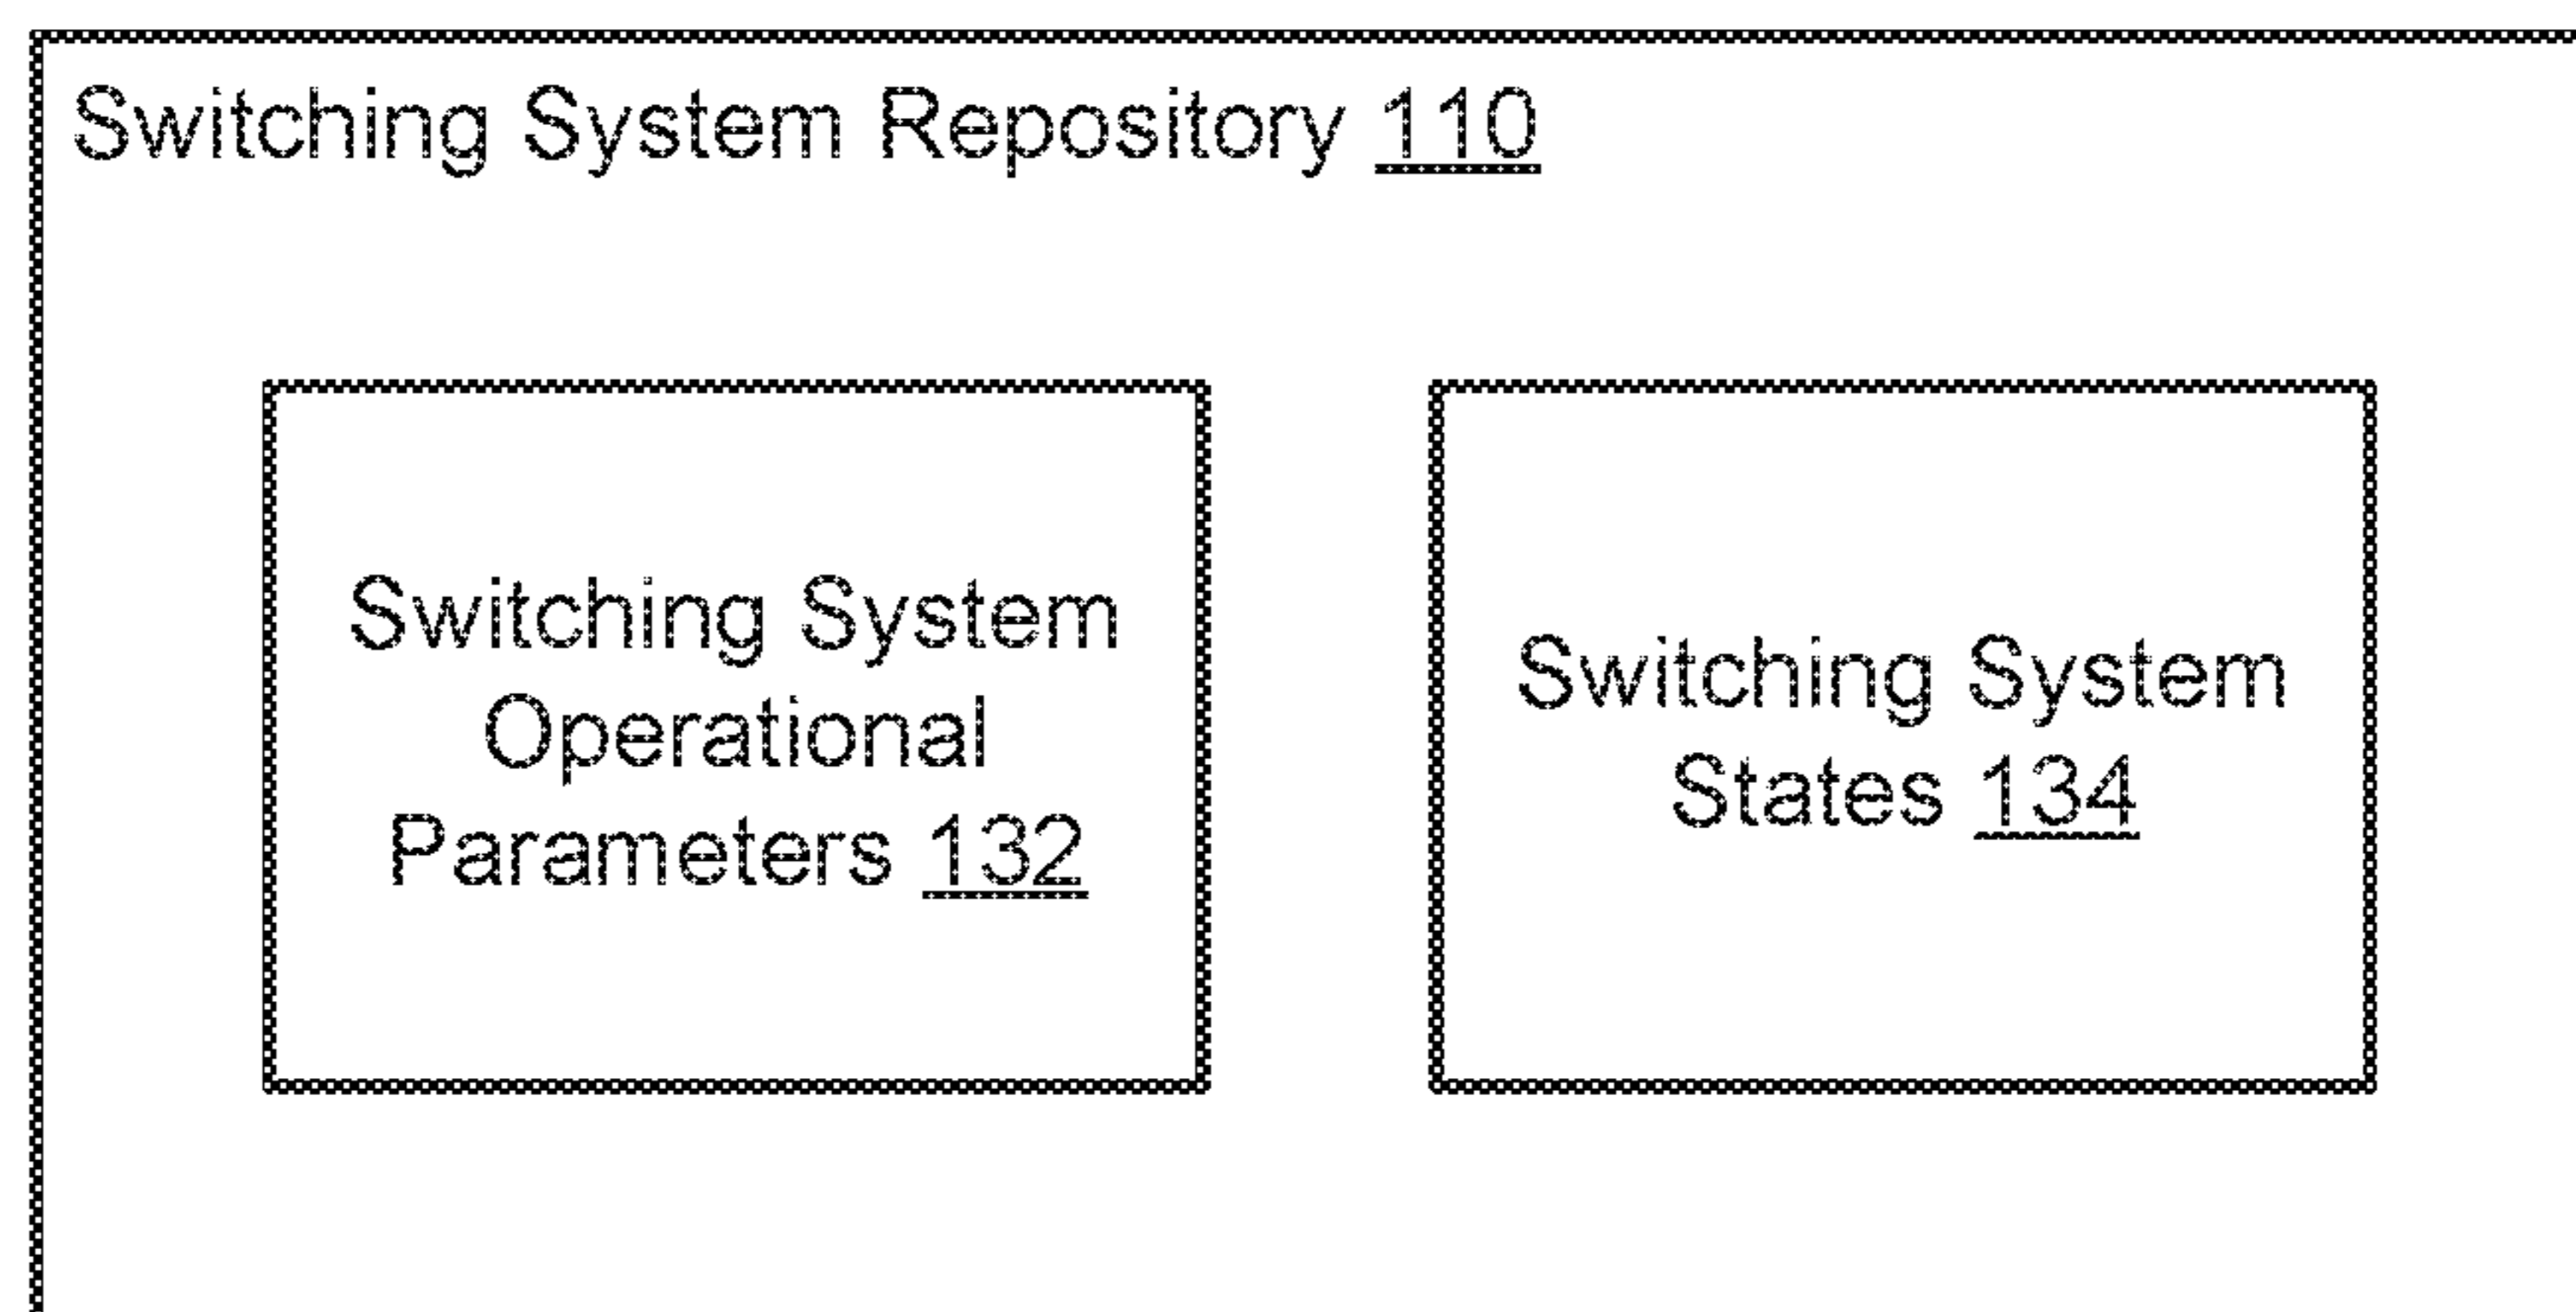 Switching System Repository 110
Switching System
Operational
Parameters 132
Switching System
States 134